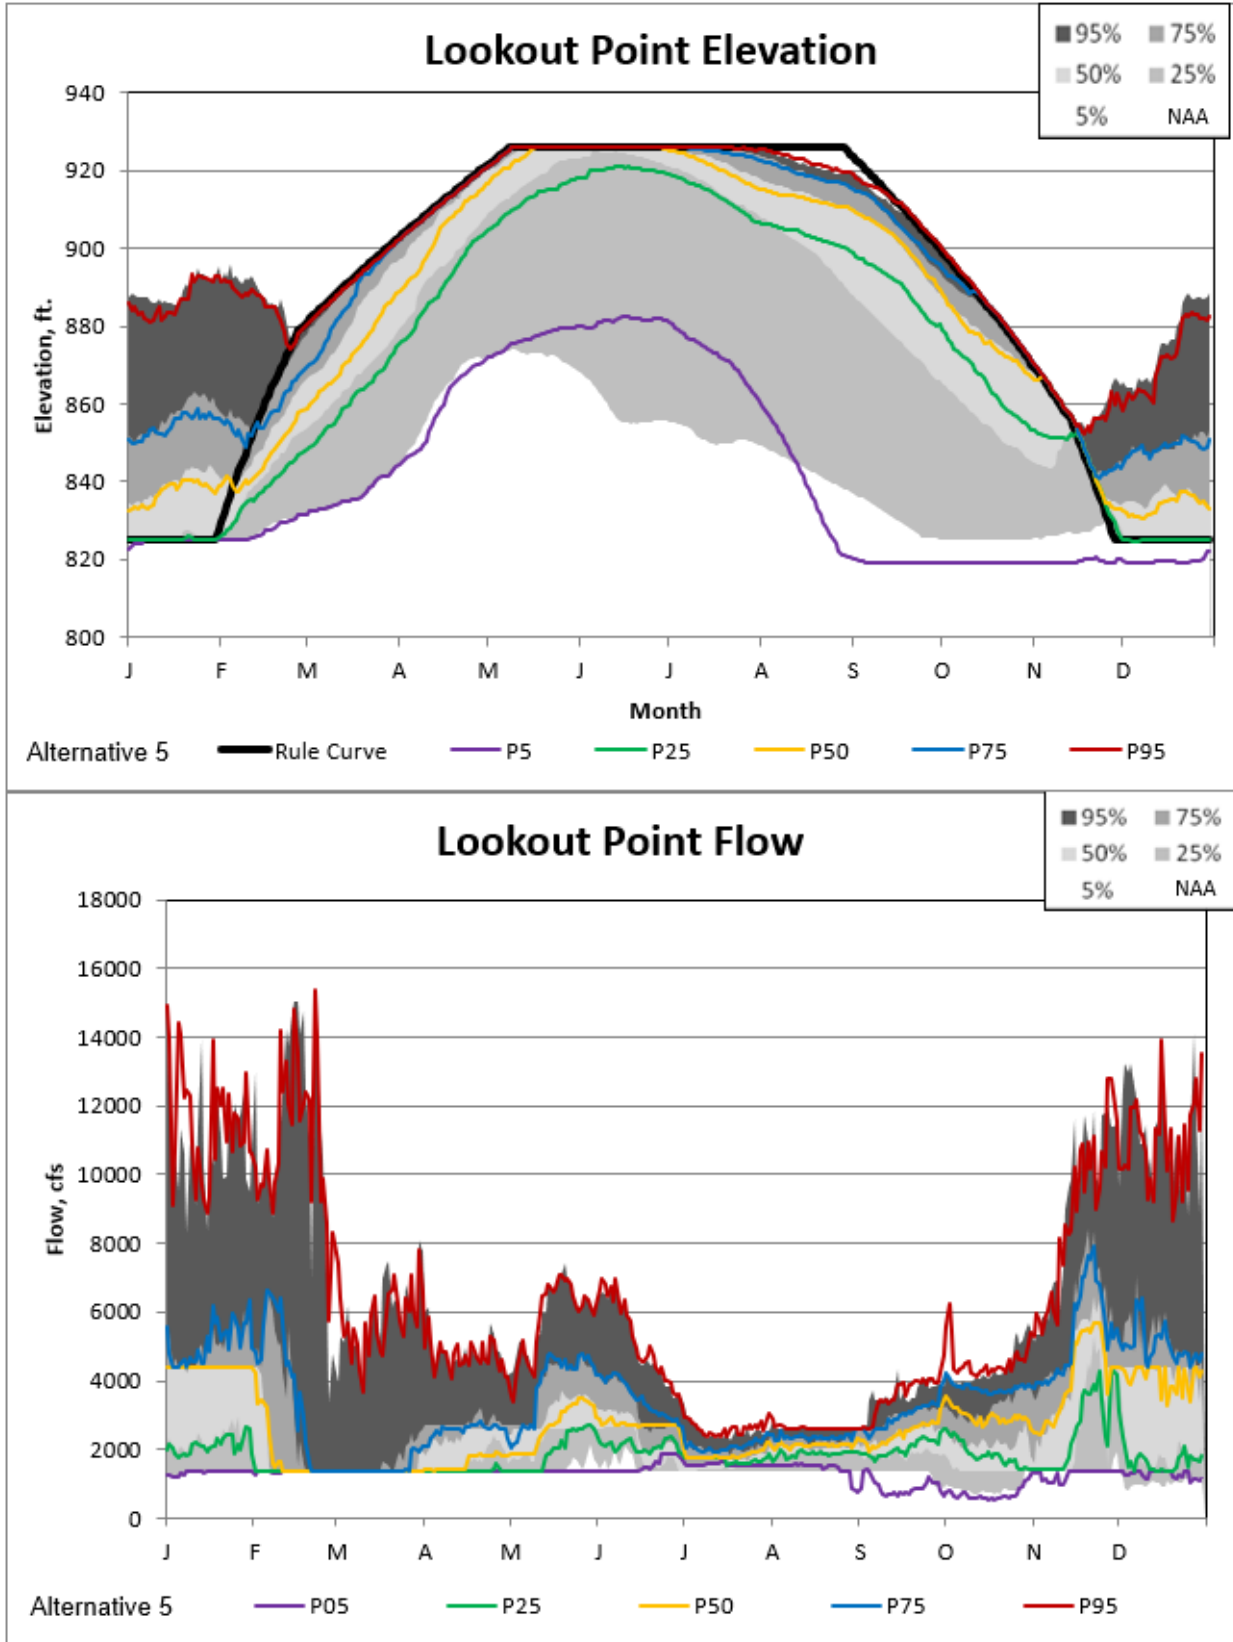 Lookout Point Elevation
95% 75%
50% 25%
5% NAA
940
920
900
880
860
840
820
800
Elevation, ft.
J F M A M J J A S O N D
Month
Alternative 5 Rule Curve P5 P25 P50 P75 P95
Lookout Point Flow
95% 75%
50% 25%
5% NAA
18000
16000
14000
12000
10000
8000
6000
4000
2000
0
Flow, cfs
J F M A M J J A S O N D
Alternative 5 P05 P25 P50 P75 P95